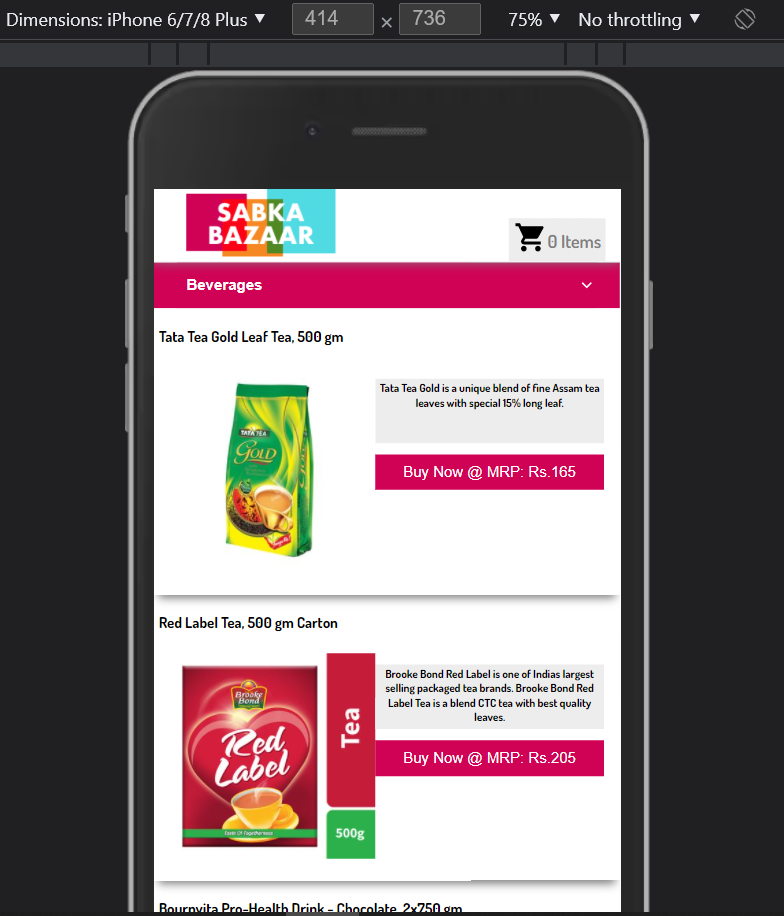 Dimensions: iPhone 6/7/8 Plus ▼ 414 × 736 75% ▼ No throttling ▼
SABKA
BAZAAR
0 Items
Beverages
Tata Tea Gold Leaf Tea, 500 gm
Tata Tea Gold is a unique blend of fine Assam tea
leaves with special 15% long leaf.
TATA TEA
GOLD
Buy Now @ MRP: Rs.165
Red Label Tea, 500 gm Carton
Brooke
Bond
Red
Label
Taste Of Togetherness
Tea
500g
Brooke Bond Red Label is one of Indias largest
selling packaged tea brands. Brooke Bond Red
Label Tea is a blend CTC tea with best quality
leaves.
Buy Now @ MRP: Rs.205
Bournvita Pro-Health Drink - Chocolate, 2x750 gm